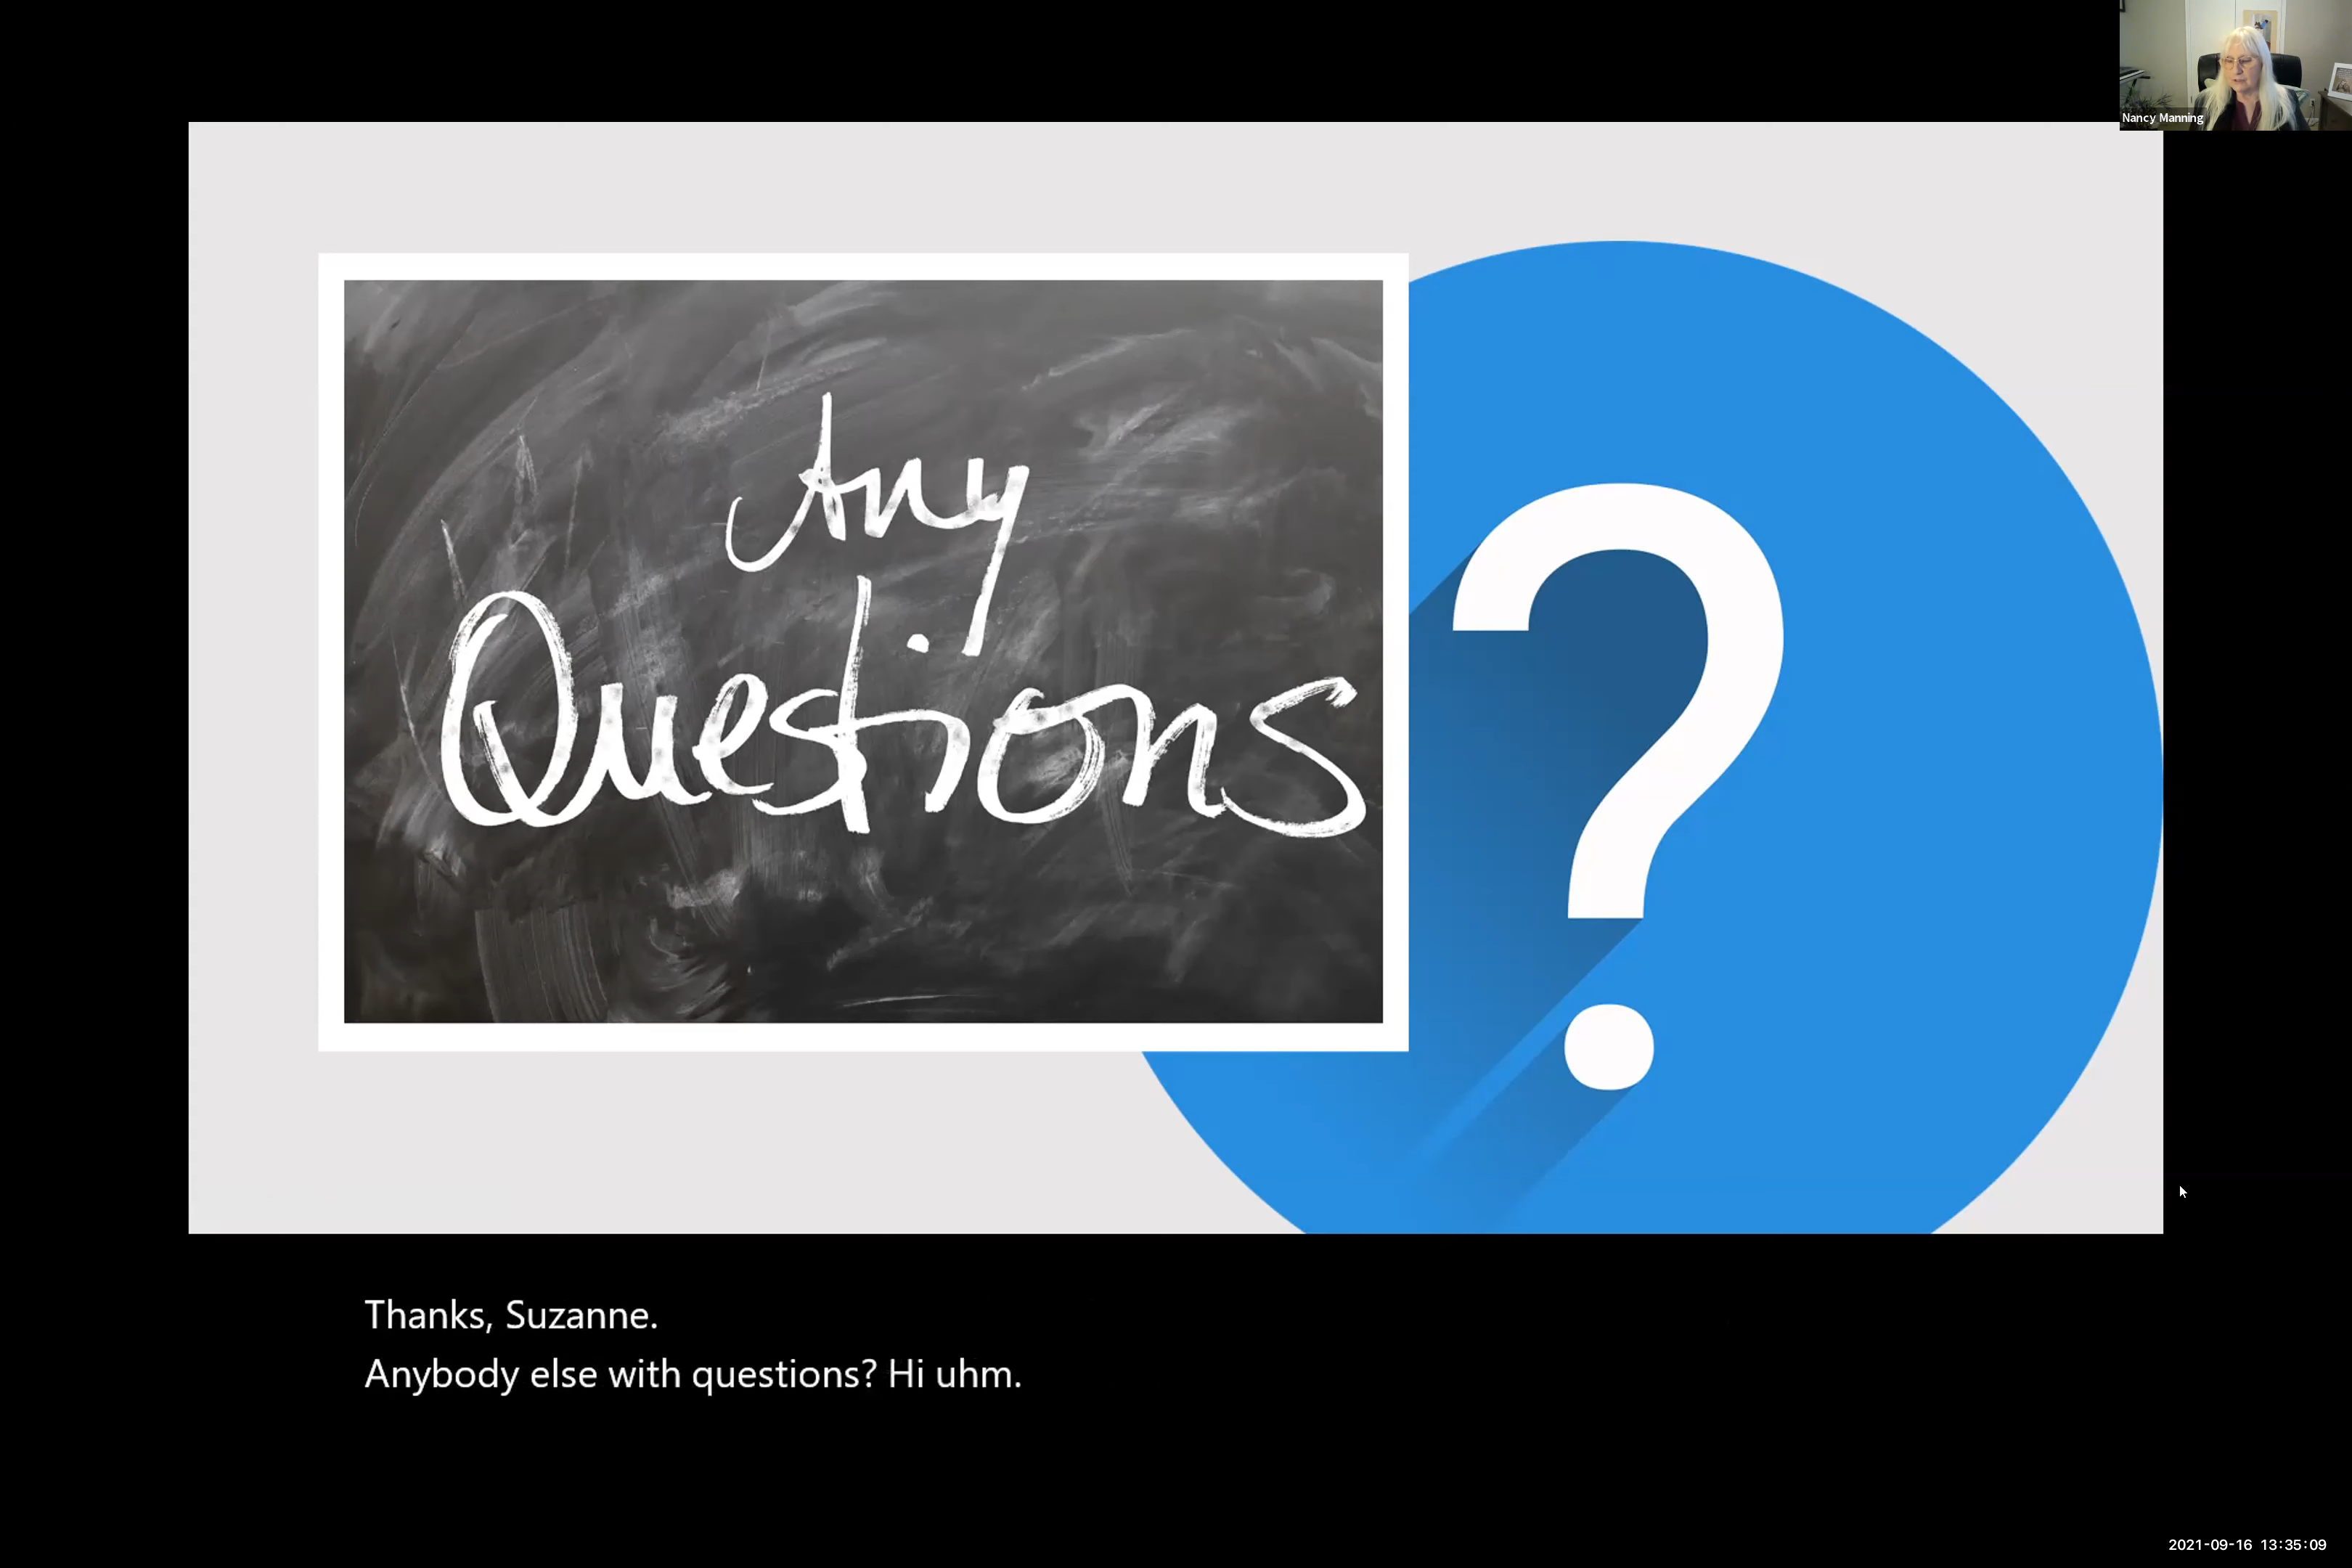 Nancy Manning
Any
Questions
?
Thanks, Suzanne.
Anybody else with questions? Hi uhm.
2021-09-16 13:35:09